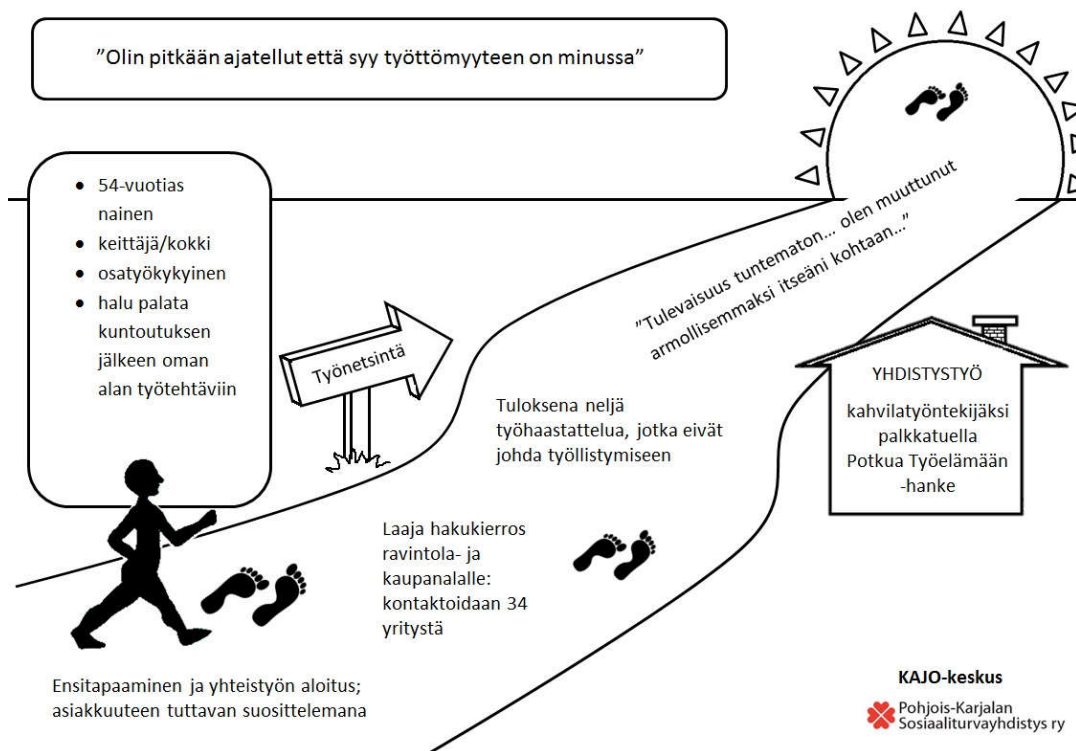 "Olin pitkään ajatellut että syy työttömyyteen on minussa"
• 54-vuotias
nainen
• keittäjä/kokki
• osatyökykyinen
• halu palata
kuntoutuksen
jälkeen oman
alan työtehtäviin
Työnetsintä
Ensitapaaminen ja yhteistyön aloitus;
asiakkuuteen tuttavan suosittelemana
Laaja hakukierros
ravintola- ja
kaupanalalle:
kontaktoidaan 34
yritystä
Tuloksena neljä
työhaastattelua, jotka eivät
johda työllistymiseen
"Tulevaisuus tuntematon... olen muuttunut
armollisemmaksi itseäni kohtaan..."
YHDISTYSTYÖ
kahvilatyöntekijäksi
palkkatuella
Potkua Työelämään
-hanke
KAJO-keskus
Pohjois-Karjalan
Sosiaaliturvayhdistys ry